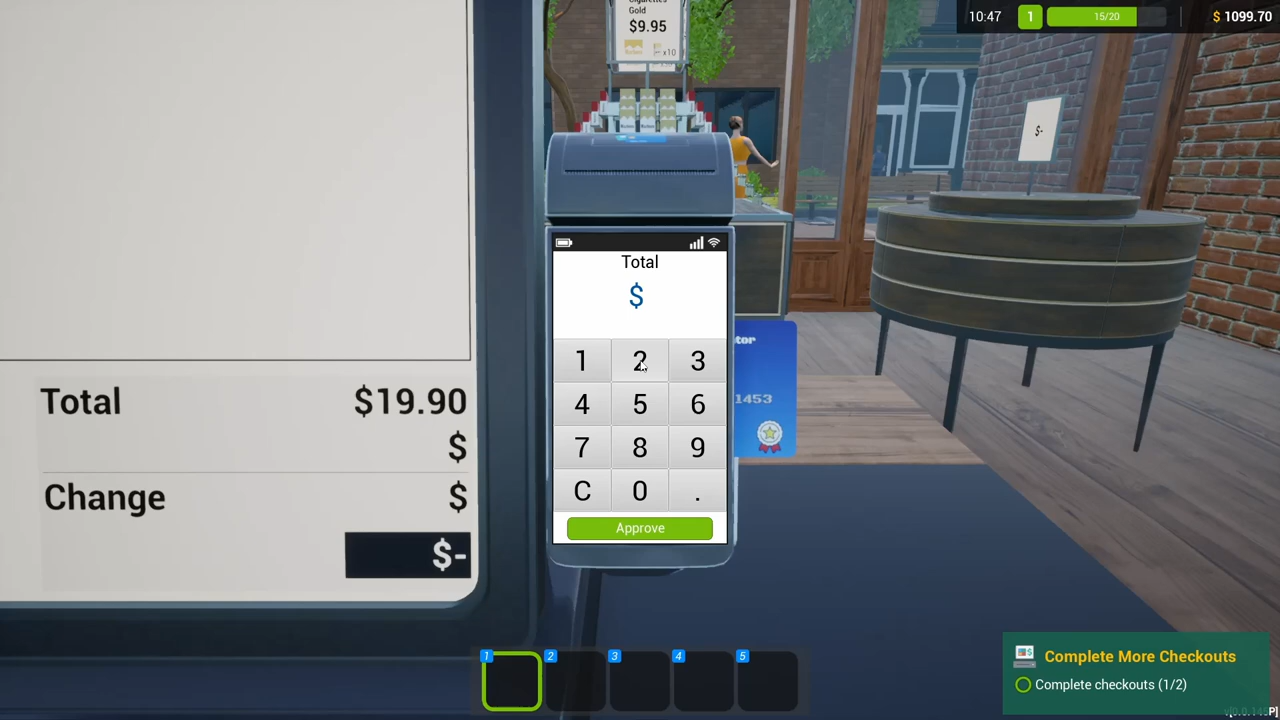 10:47
1
15/20
$ 1099.70
Gold
$9.95
x10
$-
Total
$
1 2 3
4 5 6
7 8 9
C 0 .
Approve
tor
1453
Total $19.90
$
Change $
$-
1 2 3 4 5
Complete More Checkouts
Complete checkouts (1/2)